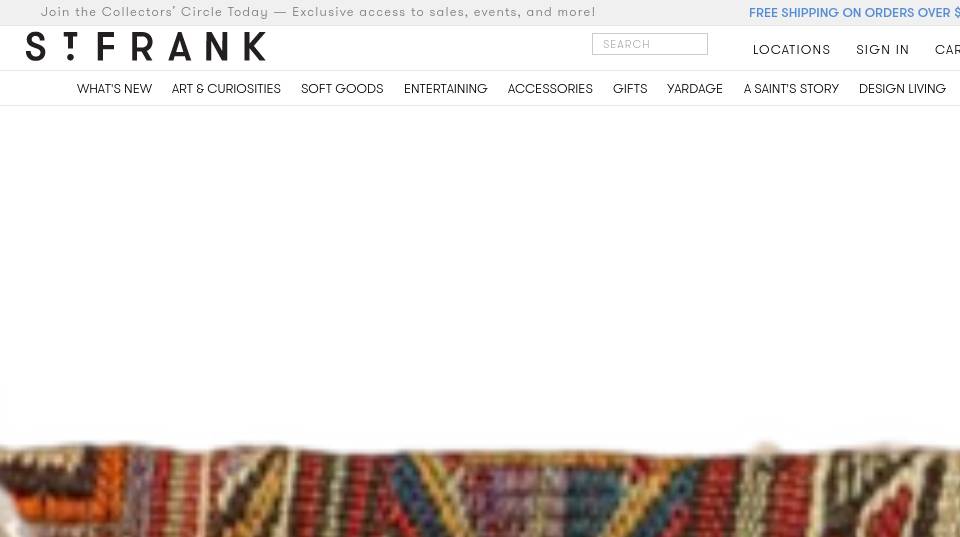 Join the Collectors' Circle Today — Exclusive access to sales, events, and more!
FREE SHIPPING ON ORDERS OVER $
ST FRANK
SEARCH
LOCATIONS SIGN IN CAR
WHAT'S NEW ART & CURIOSITIES SOFT GOODS ENTERTAINING ACCESSORIES GIFTS YARDAGE A SAINT'S STORY DESIGN LIVING